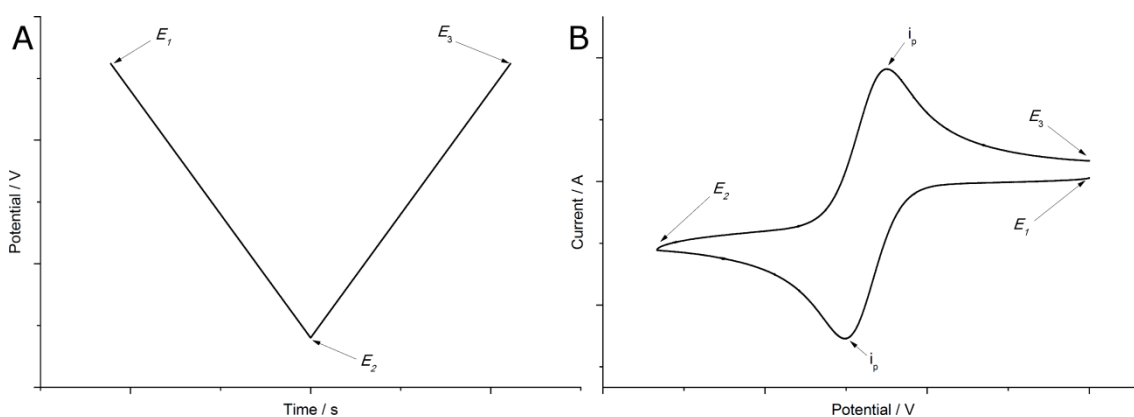 A
E1
E3
E2
Potential / V
Time / s
B
ip
E3
E2
E1
ip
Current / A
Potential / V